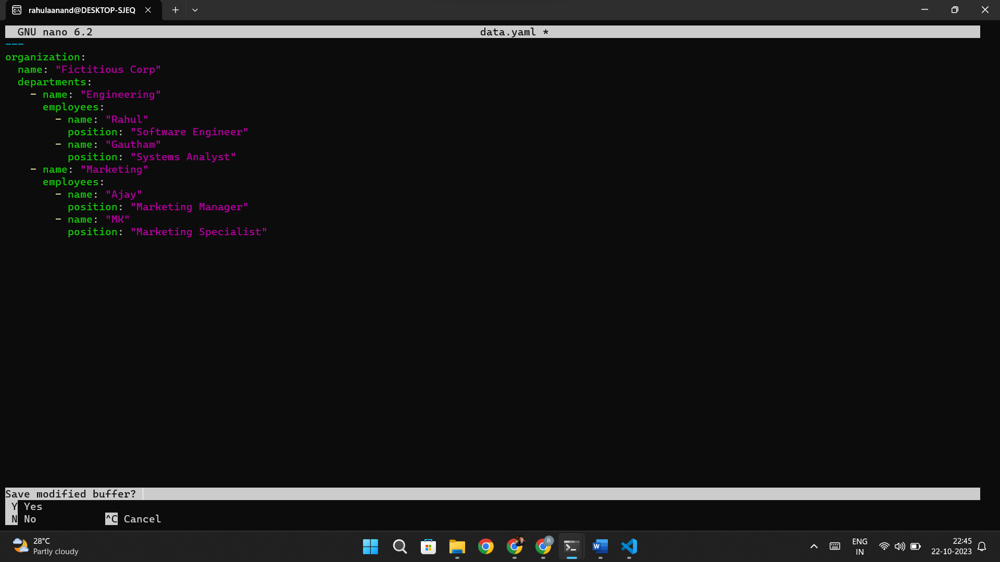 rahulaanand@DESKTOP-SJEQ
GNU nano 6.2 data.yaml *
---
organization:
  name: "Fictitious Corp"
  departments:
    - name: "Engineering"
      employees:
        - name: "Rahul"
          position: "Software Engineer"
        - name: "Gautham"
          position: "Systems Analyst"
    - name: "Marketing"
      employees:
        - name: "Ajay"
          position: "Marketing Manager"
        - name: "MK"
          position: "Marketing Specialist"
Save modified buffer?
Y Yes
N No ^C Cancel
28°C
Partly cloudy
R
W
ENG
IN
22:45
22-10-2023